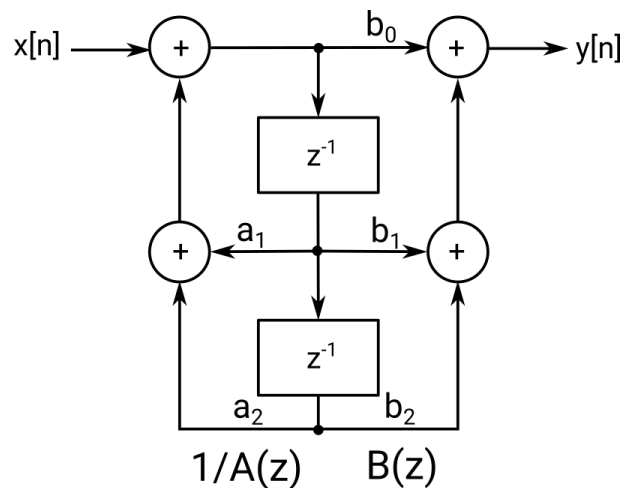 x[n] + b₀ + y[n]
z⁻¹
+ a₁ b₁ +
z⁻¹
a₂ b₂
1/A(z) B(z)